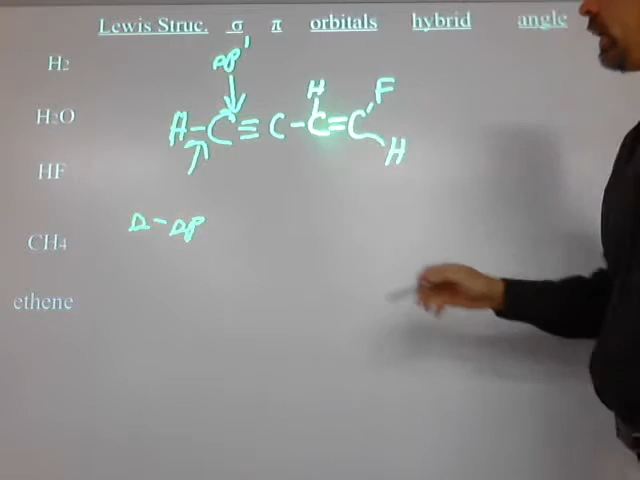 Lewis Struc. σ π orbitals hybrid angle
H2
sp'
H F
H2O
H-C≡C-C=C
H
HF
CH4
s-sp
ethene